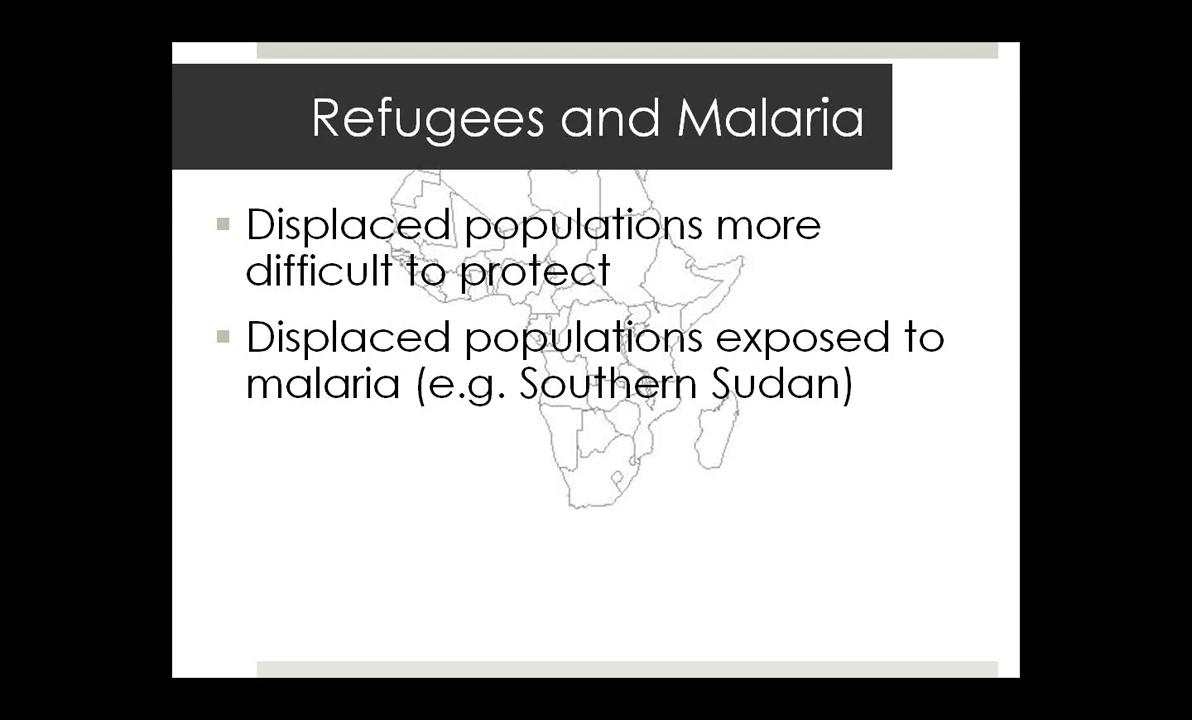 Refugees and Malaria
Displaced populations more
difficult to protect
Displaced populations exposed to
malaria (e.g. Southern Sudan)